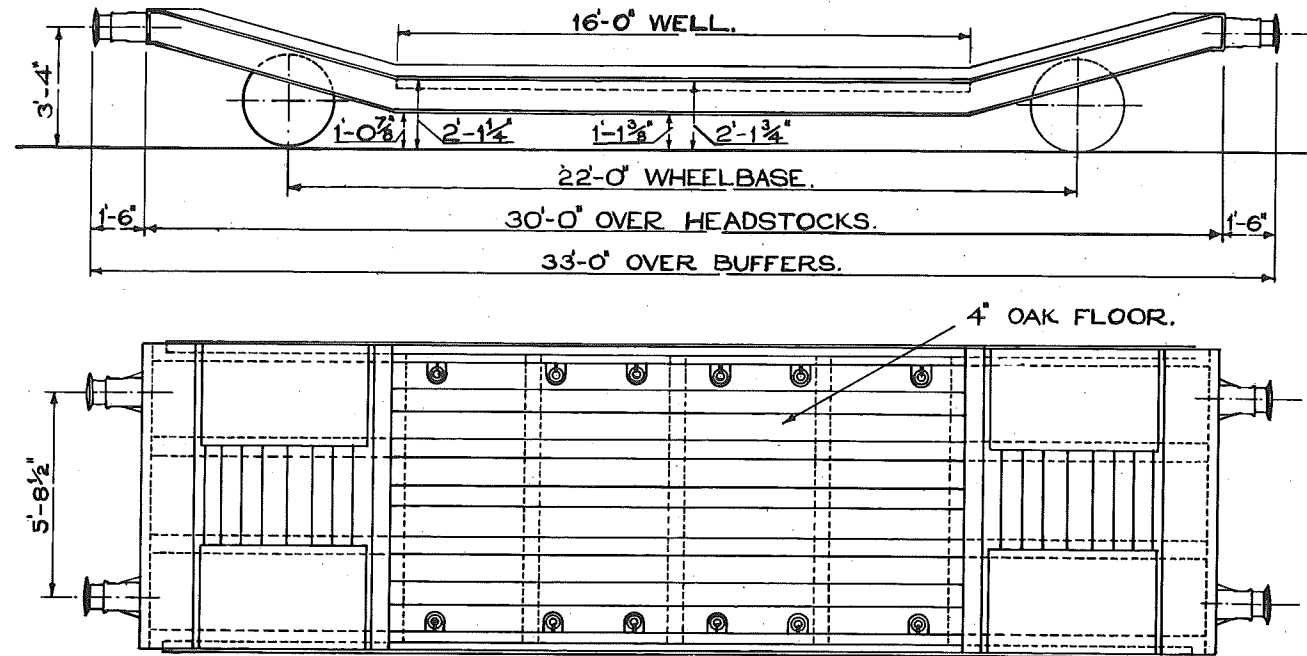 16'-0" WELL.
3'-4"
1'-0⅞" 2'-1¼" 1'-1⅜" 2'-1¾"
22'-0" WHEELBASE.
1'-6" 30'-0" OVER HEADSTOCKS. 1'-6"
33'-0" OVER BUFFERS.
4" OAK FLOOR.
5'-8½"